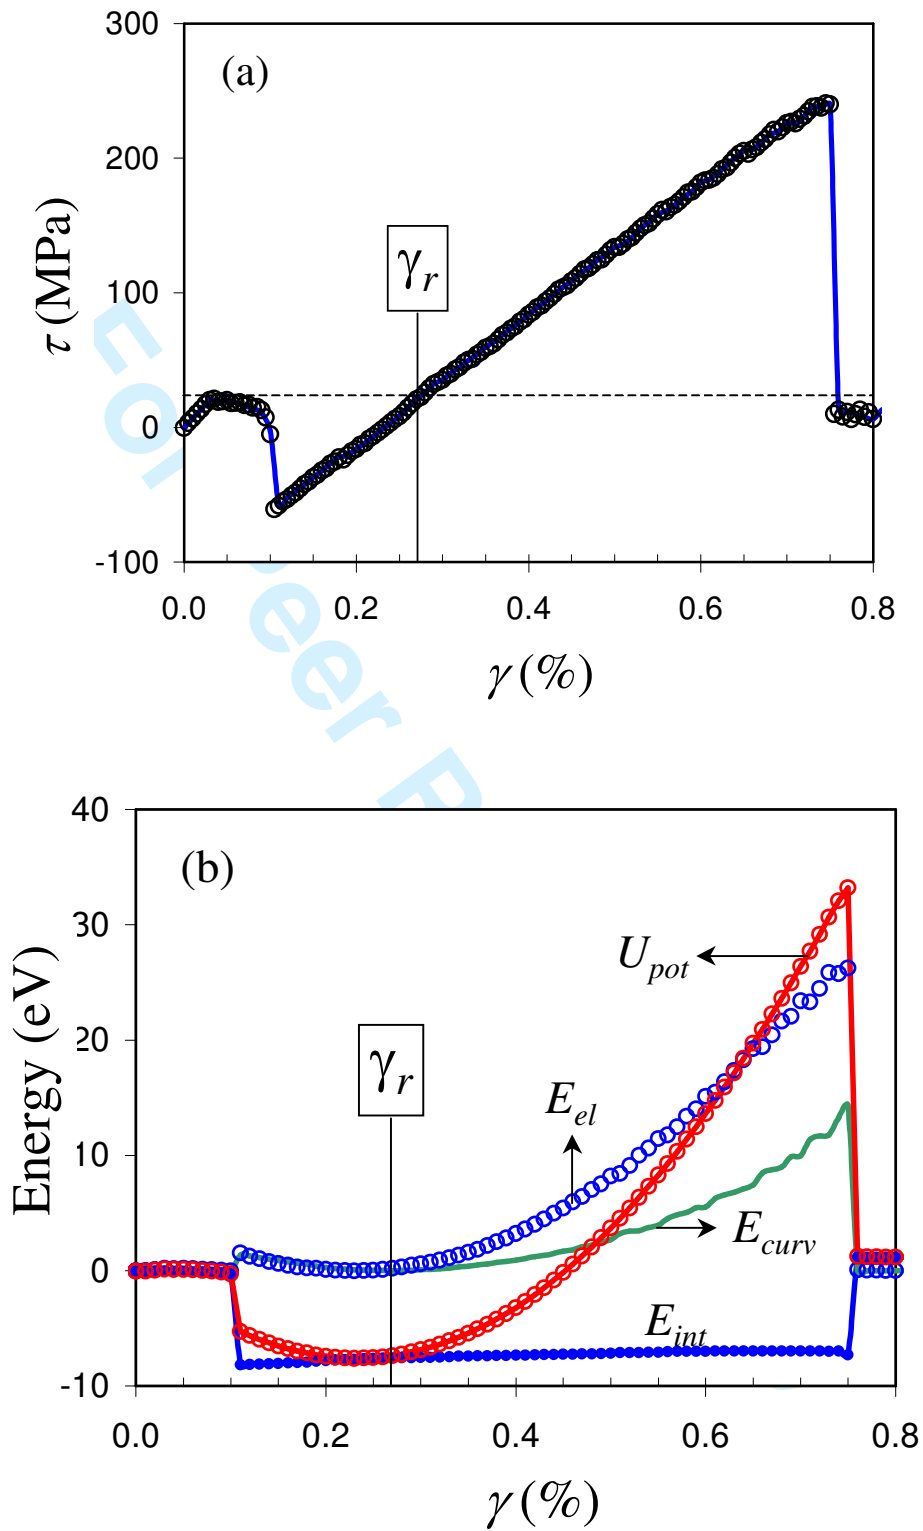 300
(a)
200
τ (MPa)
γr
100
0
-100
0.0 0.2 0.4 0.6 0.8
γ (%)
For Peer R
40
(b)
30
Upot
Energy (eV)
20
γr
Eel
10
Ecurv
0
Eint
-10
0.0 0.2 0.4 0.6 0.8
γ (%)